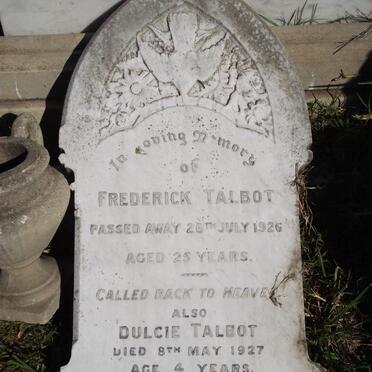 In Loving Memory
OF
FREDERICK TALBOT
PASSED AWAY 26TH JULY 1926
AGED 25 YEARS.
CALLED BACK TO HEAVEN
ALSO
DULCIE TALBOT
DIED 8TH MAY 1927
AGE 4 YEARS.